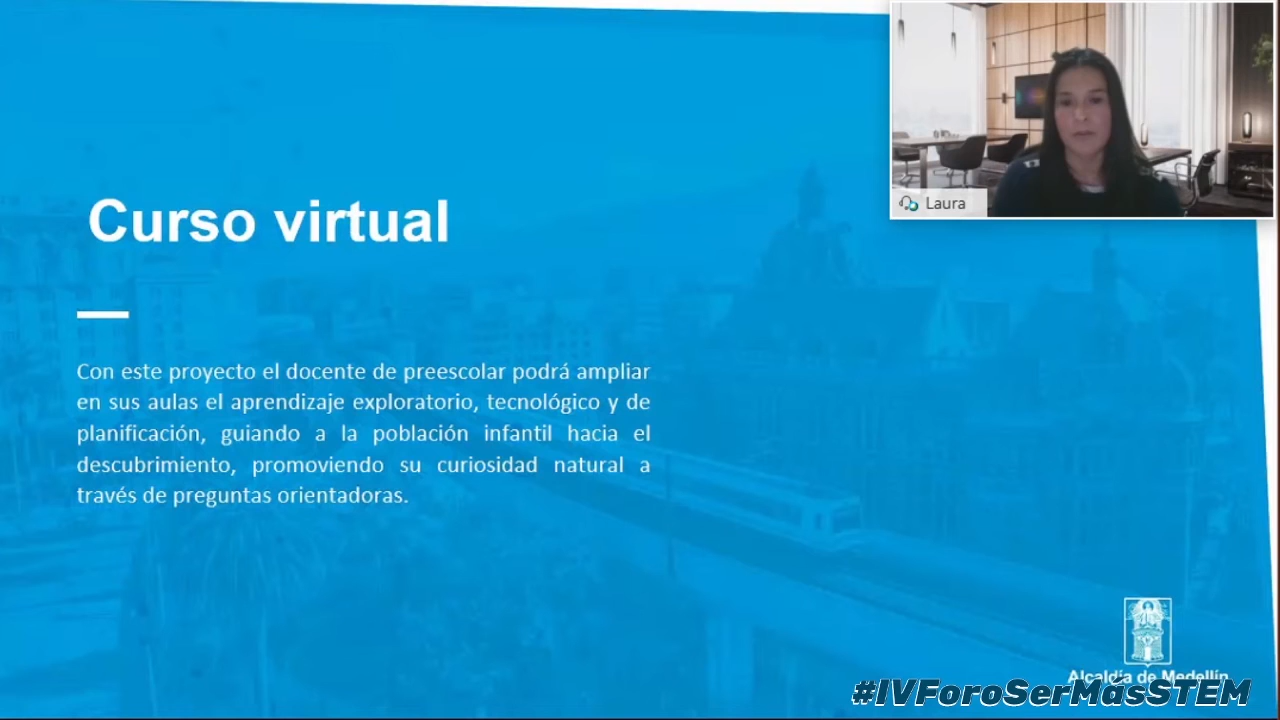 Curso virtual
Con este proyecto el docente de preescolar podrá ampliar
en sus aulas el aprendizaje exploratorio, tecnológico y de
planificación, guiando a la población infantil hacia el
descubrimiento, promoviendo su curiosidad natural a
través de preguntas orientadoras.
Laura
Alcaldía de Medellín
#IVForoSerMásSTEM